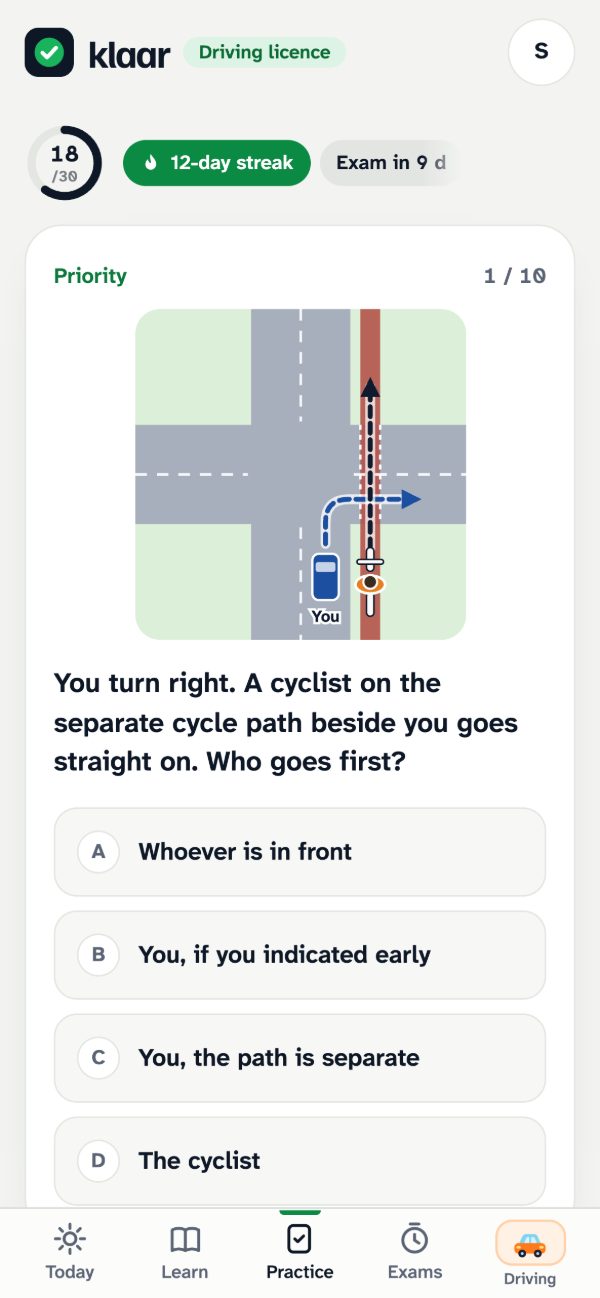 klaar
Driving licence
S
18
/30
12-day streak
Exam in 9 d
Priority
1 / 10
You
You turn right. A cyclist on the
separate cycle path beside you goes
straight on. Who goes first?
A
Whoever is in front
B
You, if you indicated early
C
You, the path is separate
D
The cyclist
Today
Learn
Practice
Exams
Driving